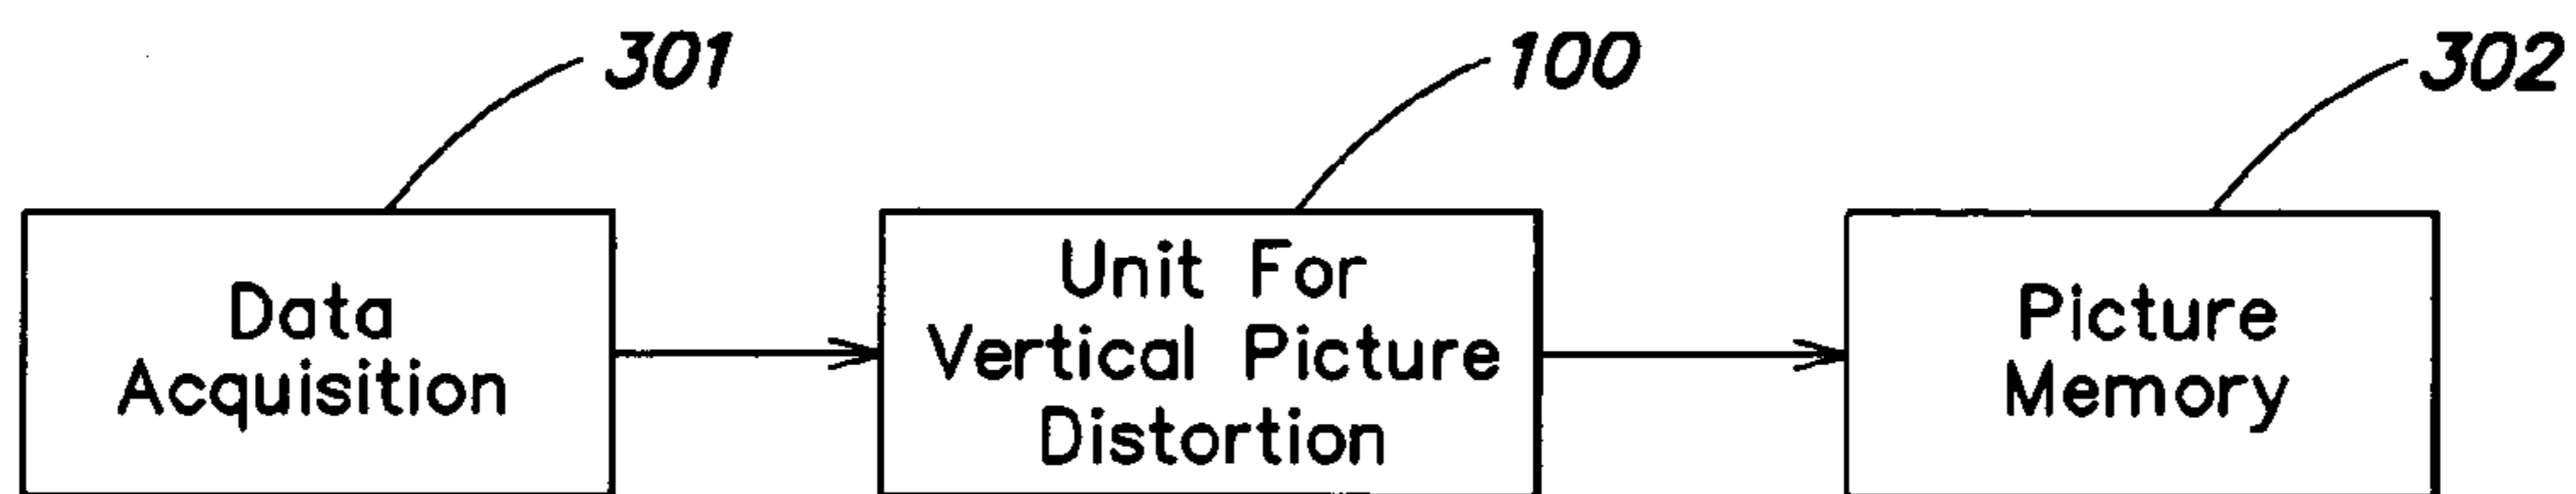 301
100
302
Data
Acquisition
Unit For
Vertical Picture
Distortion
Picture
Memory